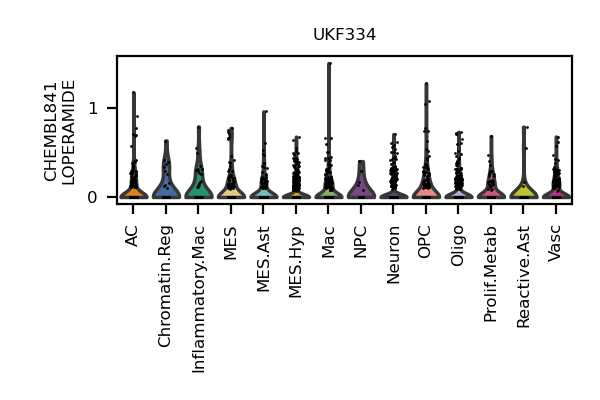 UKF334
CHEMBL841
LOPERAMIDE
1
0
AC
Chromatin.Reg
Inflammatory.Mac
MES
MES.Ast
MES.Hyp
Mac
NPC
Neuron
OPC
Oligo
Prolif.Metab
Reactive.Ast
Vasc